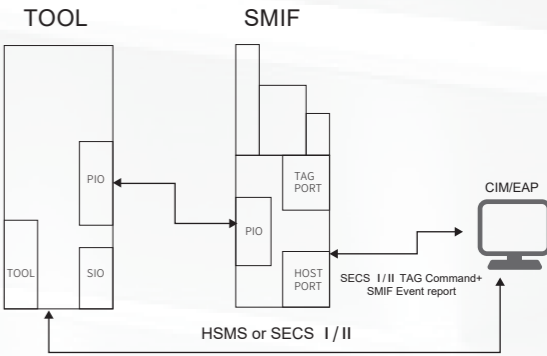 TOOL
SMIF
PIO
TAG
PORT
CIM/EAP
PIO
TOOL
SIO
HOST
PORT
SECS I/II TAG Command+
SMIF Event report
HSMS or SECS I/II